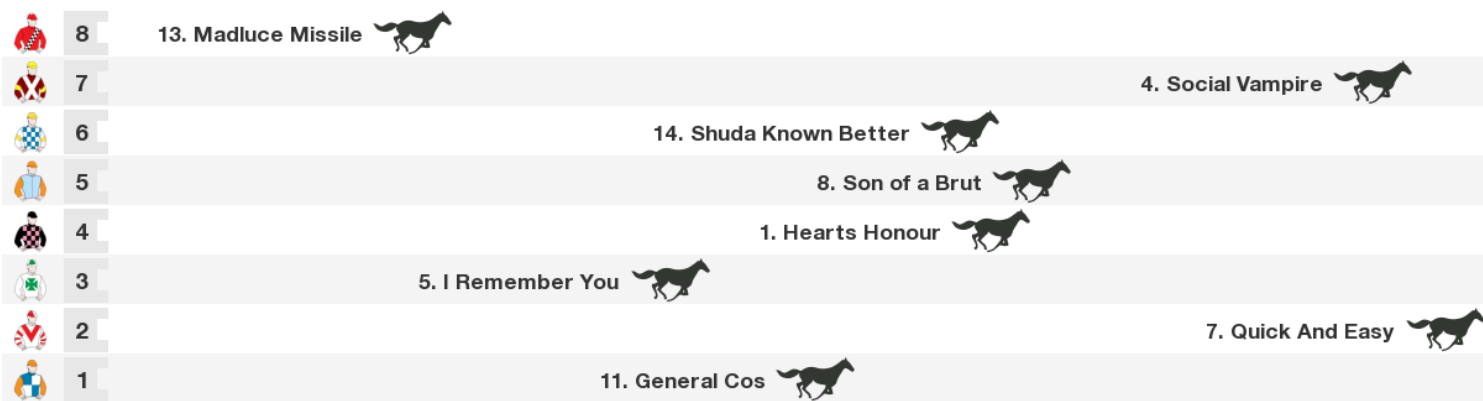 8 13. Madluce Missile
7 4. Social Vampire
6 14. Shuda Known Better
5 8. Son of a Brut
4 1. Hearts Honour
3 5. I Remember You
2 7. Quick And Easy
1 11. General Cos